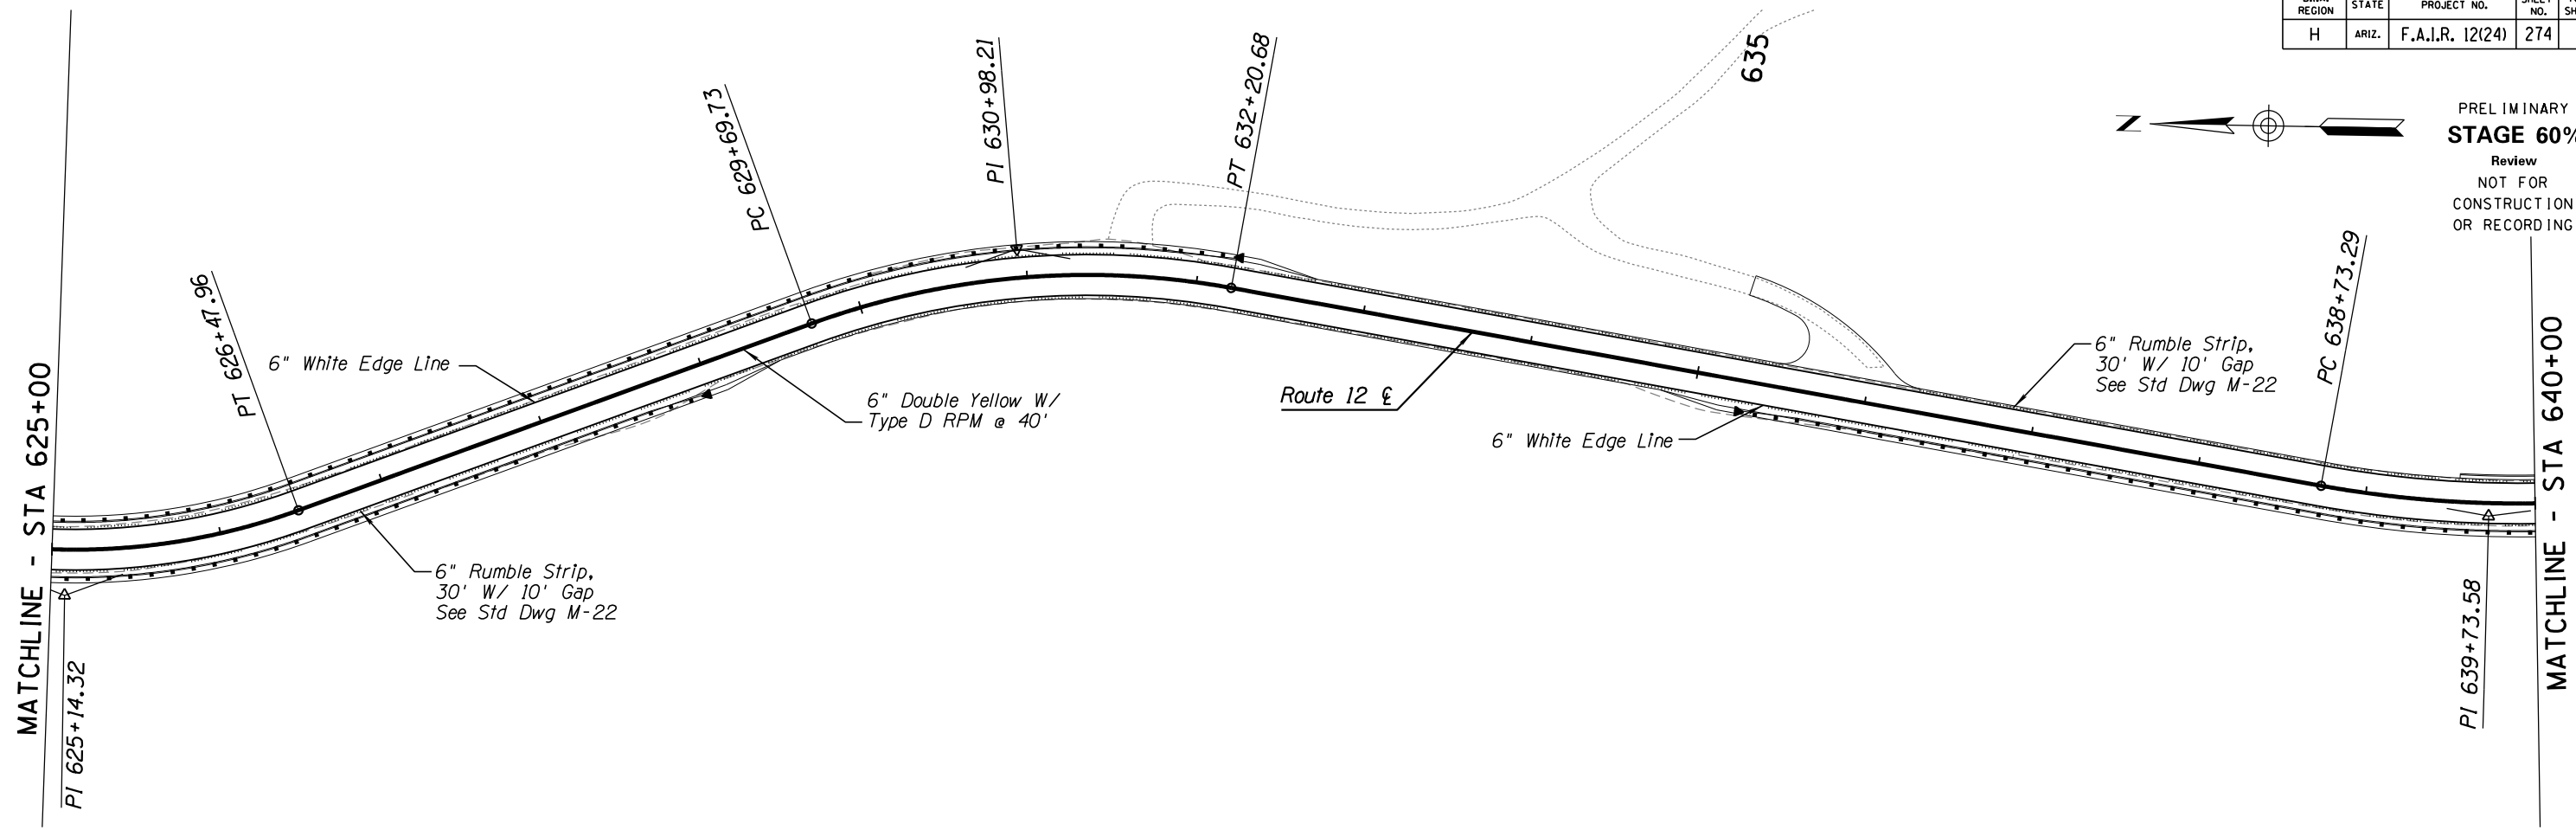 REGION STATE PROJECT NO. SHEET NO.
H ARIZ. F.A.I.R. 12(24) 274
PRELIMINARY
STAGE 60%
Review
NOT FOR
CONSTRUCTION
OR RECORDING
N
635
MATCHLINE - STA 625+00
PI 625+14.32
PT 626+47.96
PC 629+69.73
PI 630+98.21
PT 632+20.68
PC 638+73.29
PI 639+73.58
MATCHLINE - STA 640+00
6" White Edge Line
6" Double Yellow W/
Type D RPM @ 40'
Route 12 ℄
6" White Edge Line
6" Rumble Strip,
30' W/ 10' Gap
See Std Dwg M-22
6" Rumble Strip,
30' W/ 10' Gap
See Std Dwg M-22